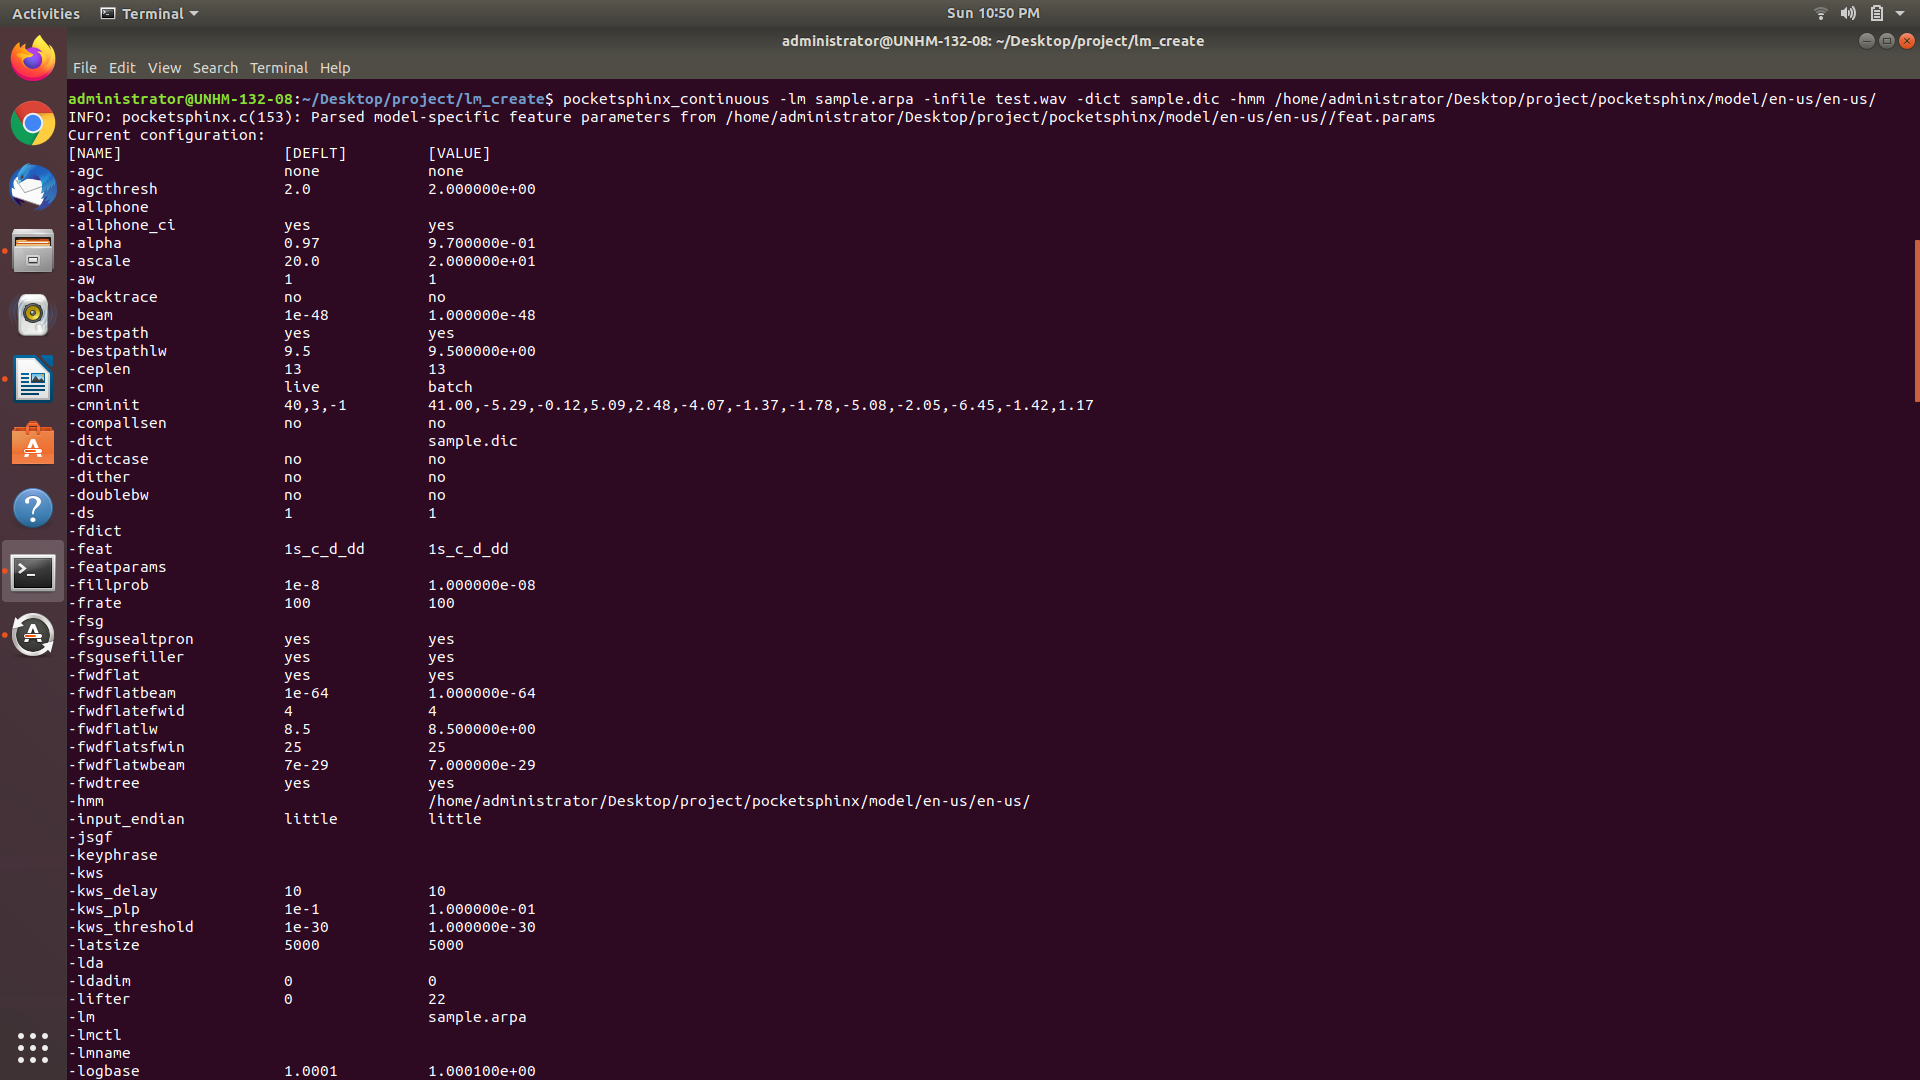 Activities Terminal Sun 10:50 PM
administrator@UNHM-132-08: ~/Desktop/project/lm_create
File Edit View Search Terminal Help
administrator@UNHM-132-08:~/Desktop/project/lm_create$ pocketsphinx_continuous -lm sample.arpa -infile test.wav -dict sample.dic -hmm /home/administrator/Desktop/project/pocketsphinx/model/en-us/en-us/
INFO: pocketsphinx.c(153): Parsed model-specific feature parameters from /home/administrator/Desktop/project/pocketsphinx/model/en-us/en-us//feat.params
Current configuration:
[NAME] [DEFLT] [VALUE]
-agc none none
-agcthresh 2.0 2.000000e+00
-allphone
-allphone_ci yes yes
-alpha 0.97 9.700000e-01
-ascale 20.0 2.000000e+01
-aw 1 1
-backtrace no no
-beam 1e-48 1.000000e-48
-bestpath yes yes
-bestpathlw 9.5 9.500000e+00
-ceplen 13 13
-cmn live batch
-cmninit 40,3,-1 41.00,-5.29,-0.12,5.09,2.48,-4.07,-1.37,-1.78,-5.08,-2.05,-6.45,-1.42,1.17
-compallsen no no
-dict sample.dic
-dictcase no no
-dither no no
-doublebw no no
-ds 1 1
-fdict
-feat 1s_c_d_dd 1s_c_d_dd
-featparams
-fillprob 1e-8 1.000000e-08
-frate 100 100
-fsg
-fsgusealtpron yes yes
-fsgusefiller yes yes
-fwdflat yes yes
-fwdflatbeam 1e-64 1.000000e-64
-fwdflatefwid 4 4
-fwdflatlw 8.5 8.500000e+00
-fwdflatsfwin 25 25
-fwdflatwbeam 7e-29 7.000000e-29
-fwdtree yes yes
-hmm /home/administrator/Desktop/project/pocketsphinx/model/en-us/en-us/
-input_endian little little
-jsgf
-keyphrase
-kws
-kws_delay 10 10
-kws_plp 1e-1 1.000000e-01
-kws_threshold 1e-30 1.000000e-30
-latsize 5000 5000
-lda
-ldadim 0 0
-lifter 0 22
-lm sample.arpa
-lmctl
-lmname
-logbase 1.0001 1.000100e+00